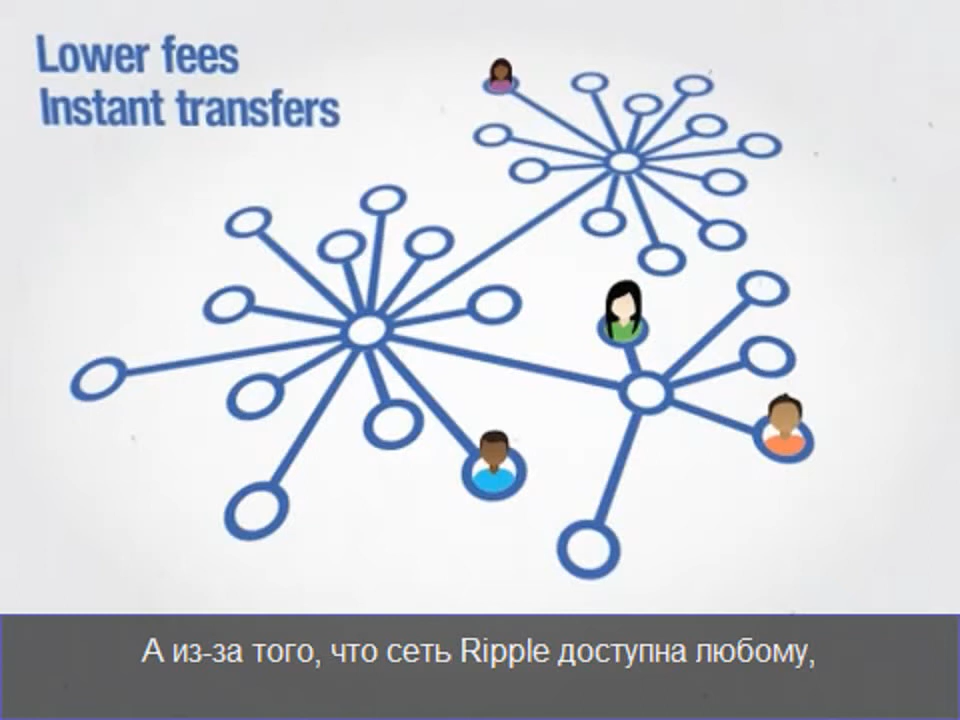 Lower fees
Instant transfers
А из-за того, что сеть Ripple доступна любому,